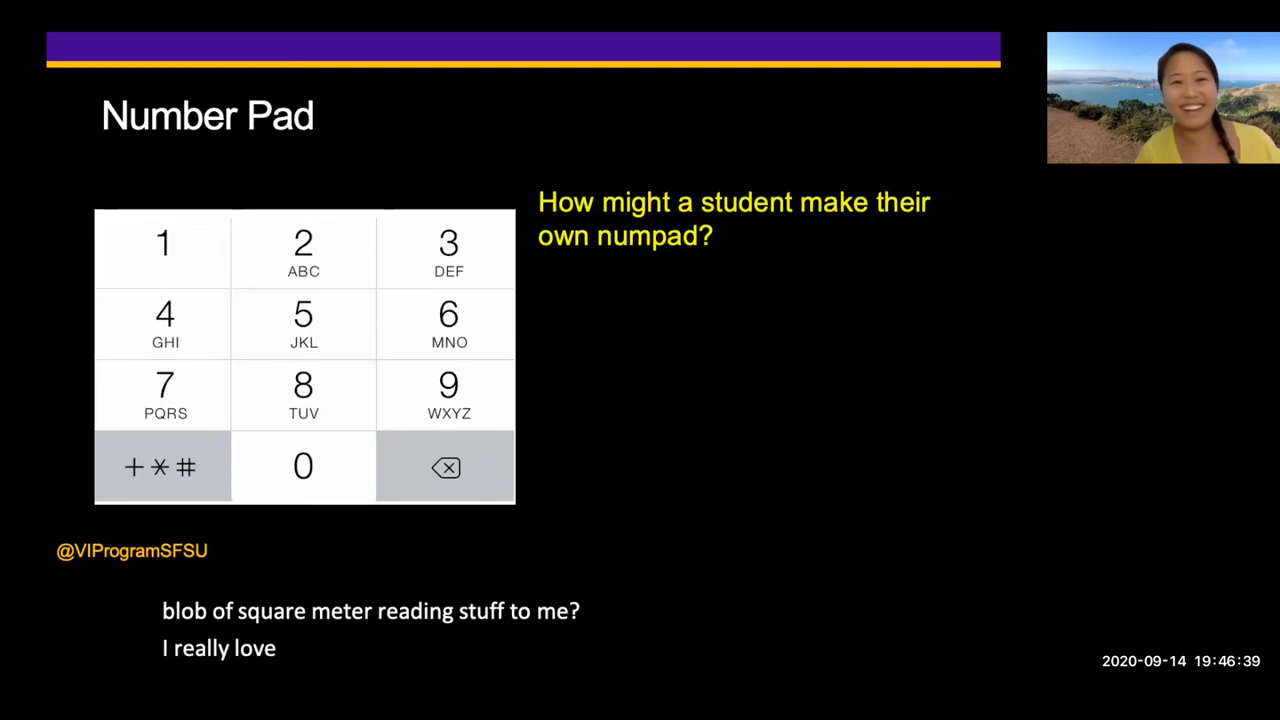 Number Pad
How might a student make their
own numpad?
1 2 3
ABC DEF
4 5 6
GHI JKL MNO
7 8 9
PQRS TUV WXYZ
+*# 0
@VIProgramSFSU
blob of square meter reading stuff to me?
I really love
2020-09-14 19:46:39